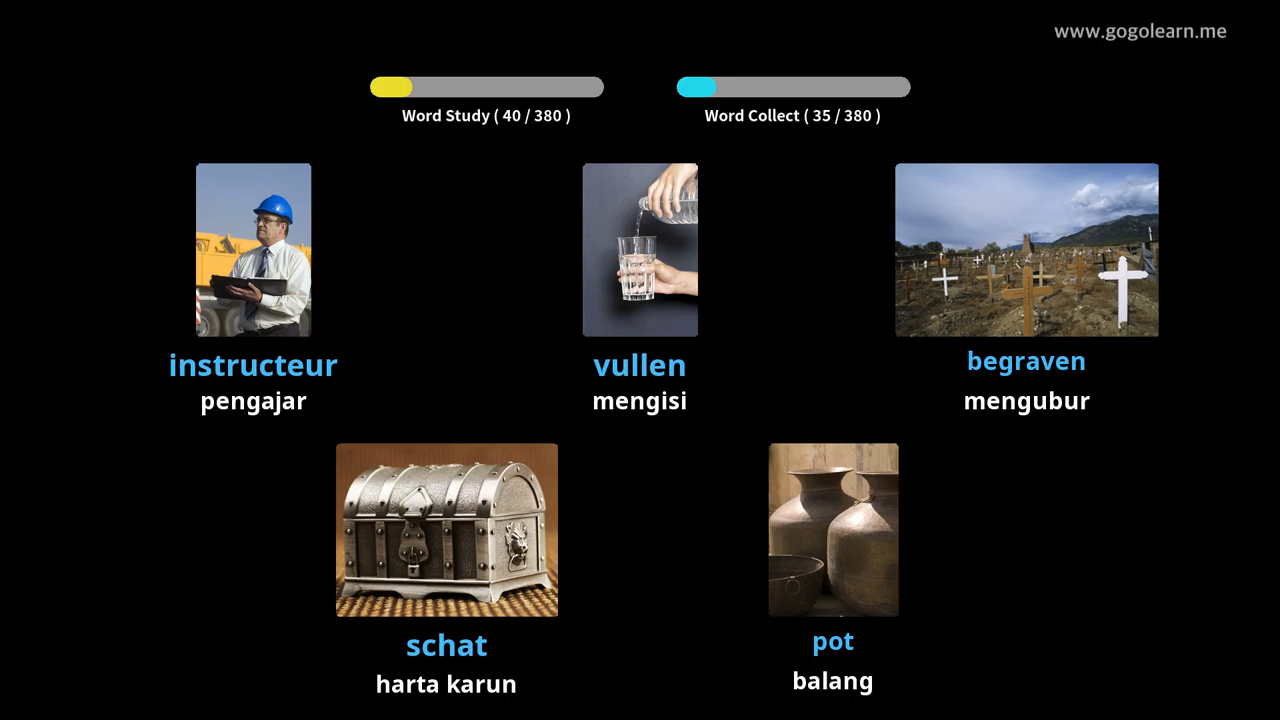 www.gogolearn.me
Word Study ( 40 / 380 )
Word Collect ( 35 / 380 )
instructeur
pengajar
vullen
mengisi
begraven
mengubur
schat
harta karun
pot
balang